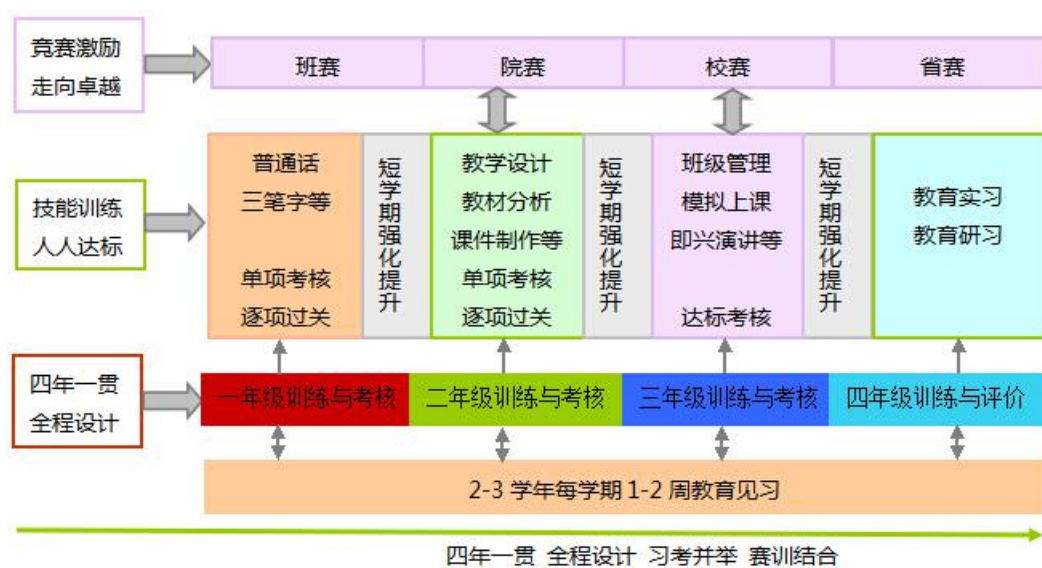 竞赛激励
走向卓越
班赛
院赛
校赛
省赛
技能训练
人人达标
普通话
三笔字等
单项考核
逐项过关
短学期强化提升
教学设计
教材分析
课件制作等
单项考核
逐项过关
短学期强化提升
班级管理
模拟上课
即兴演讲等
达标考核
短学期强化提升
教育实习
教育研习
四年一贯
全程设计
一年级训练与考核
二年级训练与考核
三年级训练与考核
四年级训练与评价
2-3 学年每学期 1-2 周教育见习
四年一贯 全程设计 习考并举 赛训结合